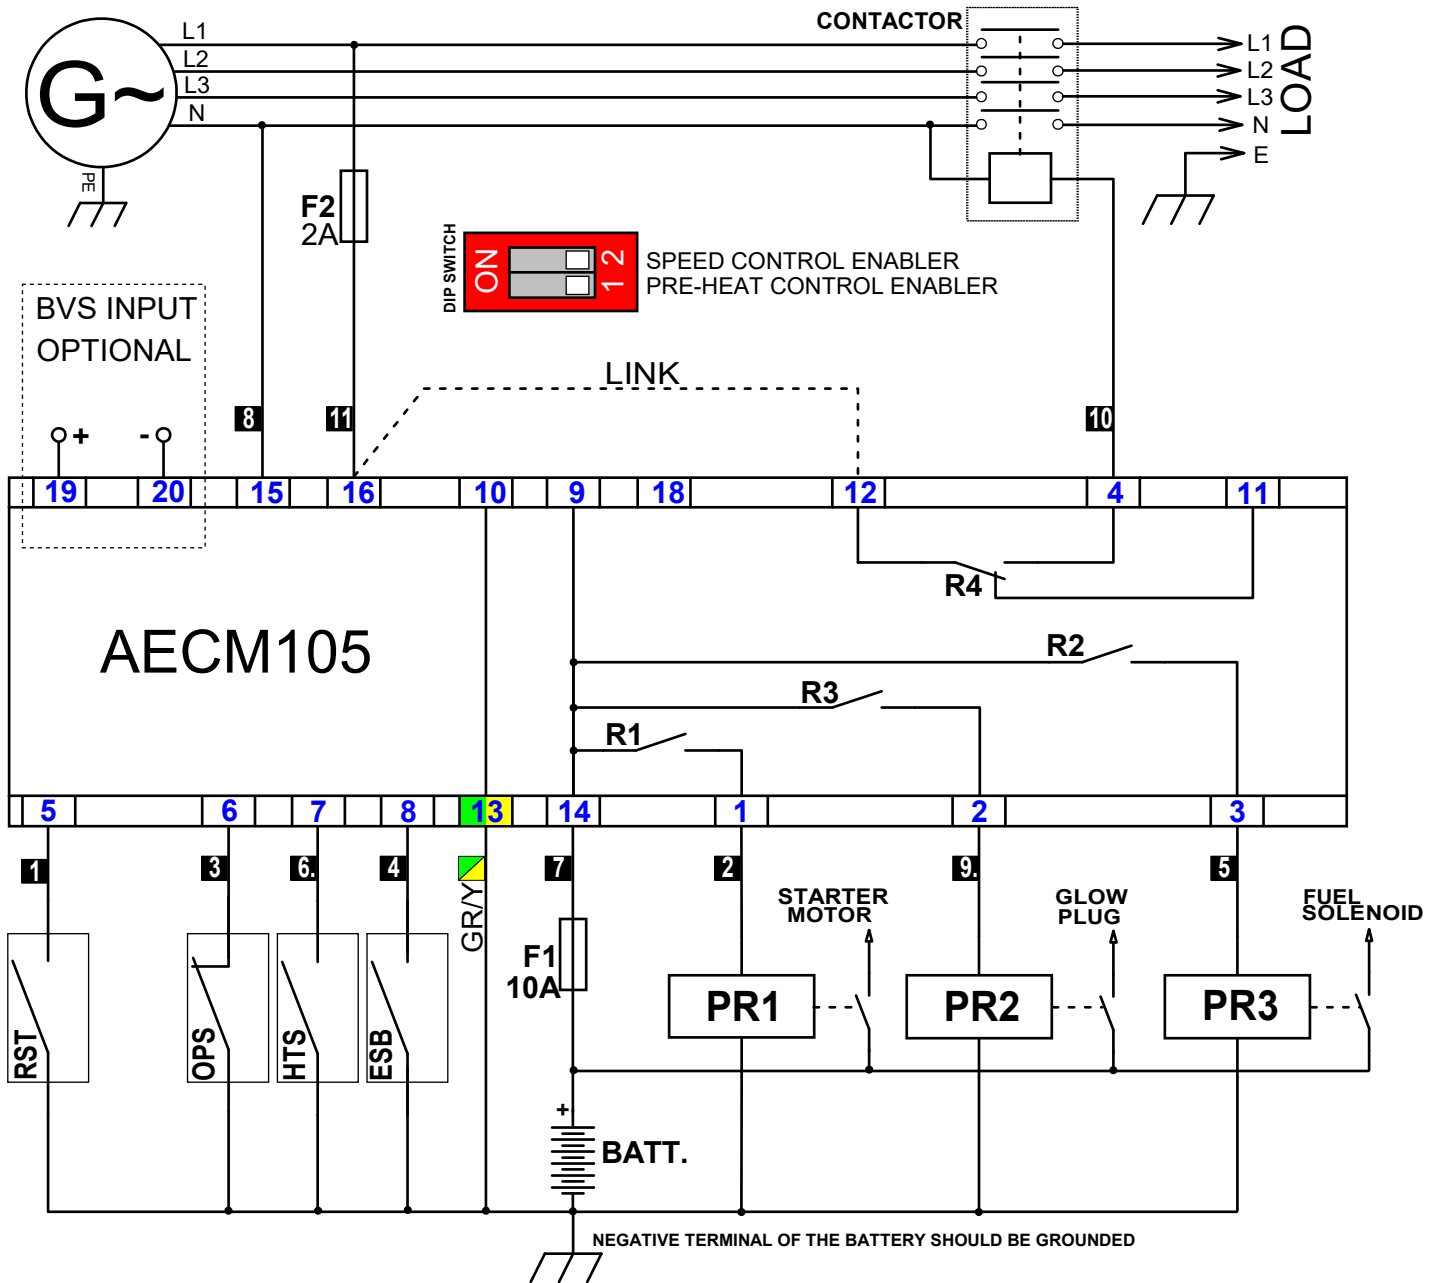 CONTACTOR
L1
L2
L3
N
G~
PE
L1
L2
L3
N
E
LOAD
F2
2A
DIP SWITCH
ON
1 2
SPEED CONTROL ENABLER
PRE-HEAT CONTROL ENABLER
BVS INPUT
OPTIONAL
LINK
+
-
8
11
10
19
20
15
16
10
9
18
12
4
11
R4
AECM105
R2
R3
R1
5
6
7
8
13
14
1
2
3
1
3
6.
4
GR/Y
7
2
9.
5
STARTER
MOTOR
GLOW
PLUG
FUEL
SOLENOID
F1
10A
PR1
PR2
PR3
RST
OPS
HTS
ESB
+
BATT.
NEGATIVE TERMINAL OF THE BATTERY SHOULD BE GROUNDED